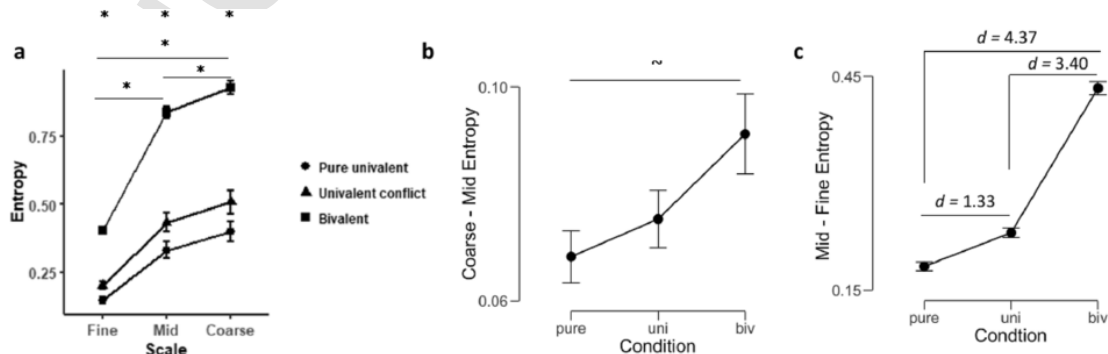 * * *
a
*
*
*
Entropy
0.75
0.50
0.25
Fine Mid Coarse
Scale
Pure univalent
Univalent conflict
Bivalent
b
~
Coarse - Mid Entropy
0.10
0.06
pure uni biv
Condition
c
d = 4.37
d = 3.40
d = 1.33
Mid - Fine Entropy
0.45
0.15
pure uni biv
Condtion